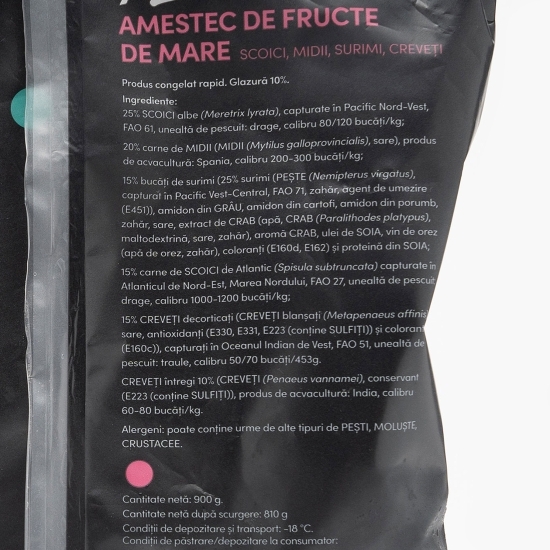 AMESTEC DE FRUCTE
DE MARE SCOICI, MIDII, SURIMI, CREVEȚI
Produs congelat rapid. Glazură 10%.
Ingrediente:
25% SCOICI albe (Meretrix lyrata), capturate în Pacific Nord-Vest,
FAO 61, unealtă de pescuit: drage, calibru 80/120 bucăți/kg;
20% carne de MIDII (MIDII (Mytilus galloprovincialis), sare), produs
de acvacultură: Spania, calibru 200-300 bucăți/kg;
15% bucăți de surimi (25% surimi (PEȘTE (Nemipterus virgatus),
capturat în Pacific Vest-Central, FAO 71, zahăr, agent de umezire
(E451)), amidon din GRÂU, amidon din cartofi, amidon din porumb,
zahăr, sare, extract de CRAB (apă, CRAB (Paralithodes platypus),
maltodextrină, sare, zahăr), aromă CRAB, ulei de SOIA, vin de orez
(apă de orez, zahăr), coloranți (E160d, E162) și proteină din SOIA;
15% carne de SCOICI de Atlantic (Spisula subtruncata) capturate în
Atlanticul de Nord-Est, Marea Nordului, FAO 27, unealtă de pescuit
drage, calibru 1000-1200 bucăți/kg;
15% CREVEȚI decorticați (CREVEȚI blansați (Metapenaeus affinis)
sare, antioxidanți (E330, E331, E223 (conține SULFIȚI)) și colorant
(E160c)), capturați în Oceanul Indian de Vest, FAO 51, unealtă de
pescuit: traule, calibru 50/70 bucăți/453g.
CREVEȚI întregi 10% (CREVEȚI (Penaeus vannamei), conservant
(E223 (conține SULFIȚI)), produs de acvacultură: India, calibru
60-80 bucăți/kg.
Alergeni: poate conține urme de alte tipuri de PEȘTI, MOLUȘTE,
CRUSTACEE.
Cantitate netă: 900 g.
Cantitate netă după scurgere: 810 g
Condiții de depozitare și transport: -18 °C.
Condiții de păstrare/depozitare la consumator: